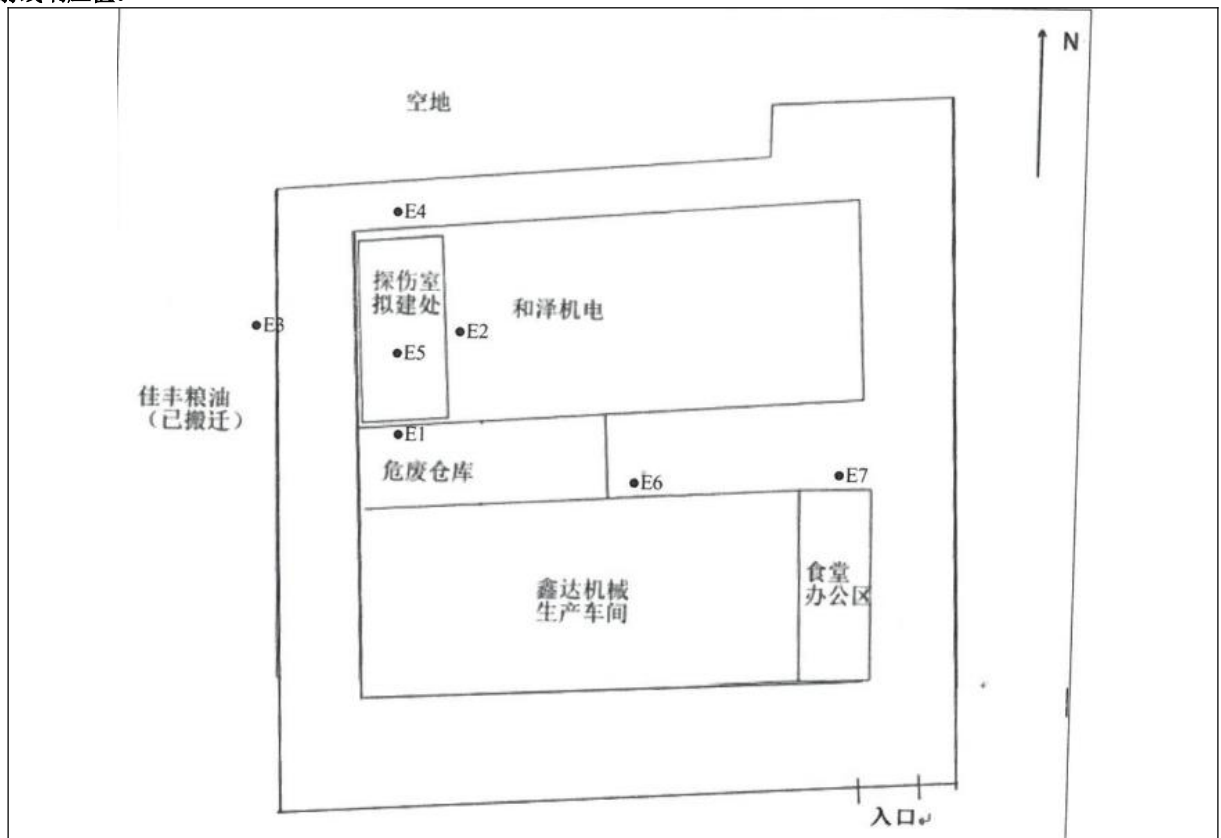 N
空地
E4
探伤室
拟建处
和泽机电
E3
E2
E5
佳丰粮油
（已搬迁）
E1
危废仓库
E6
E7
鑫达机械
生产车间
食堂
办公区
入口